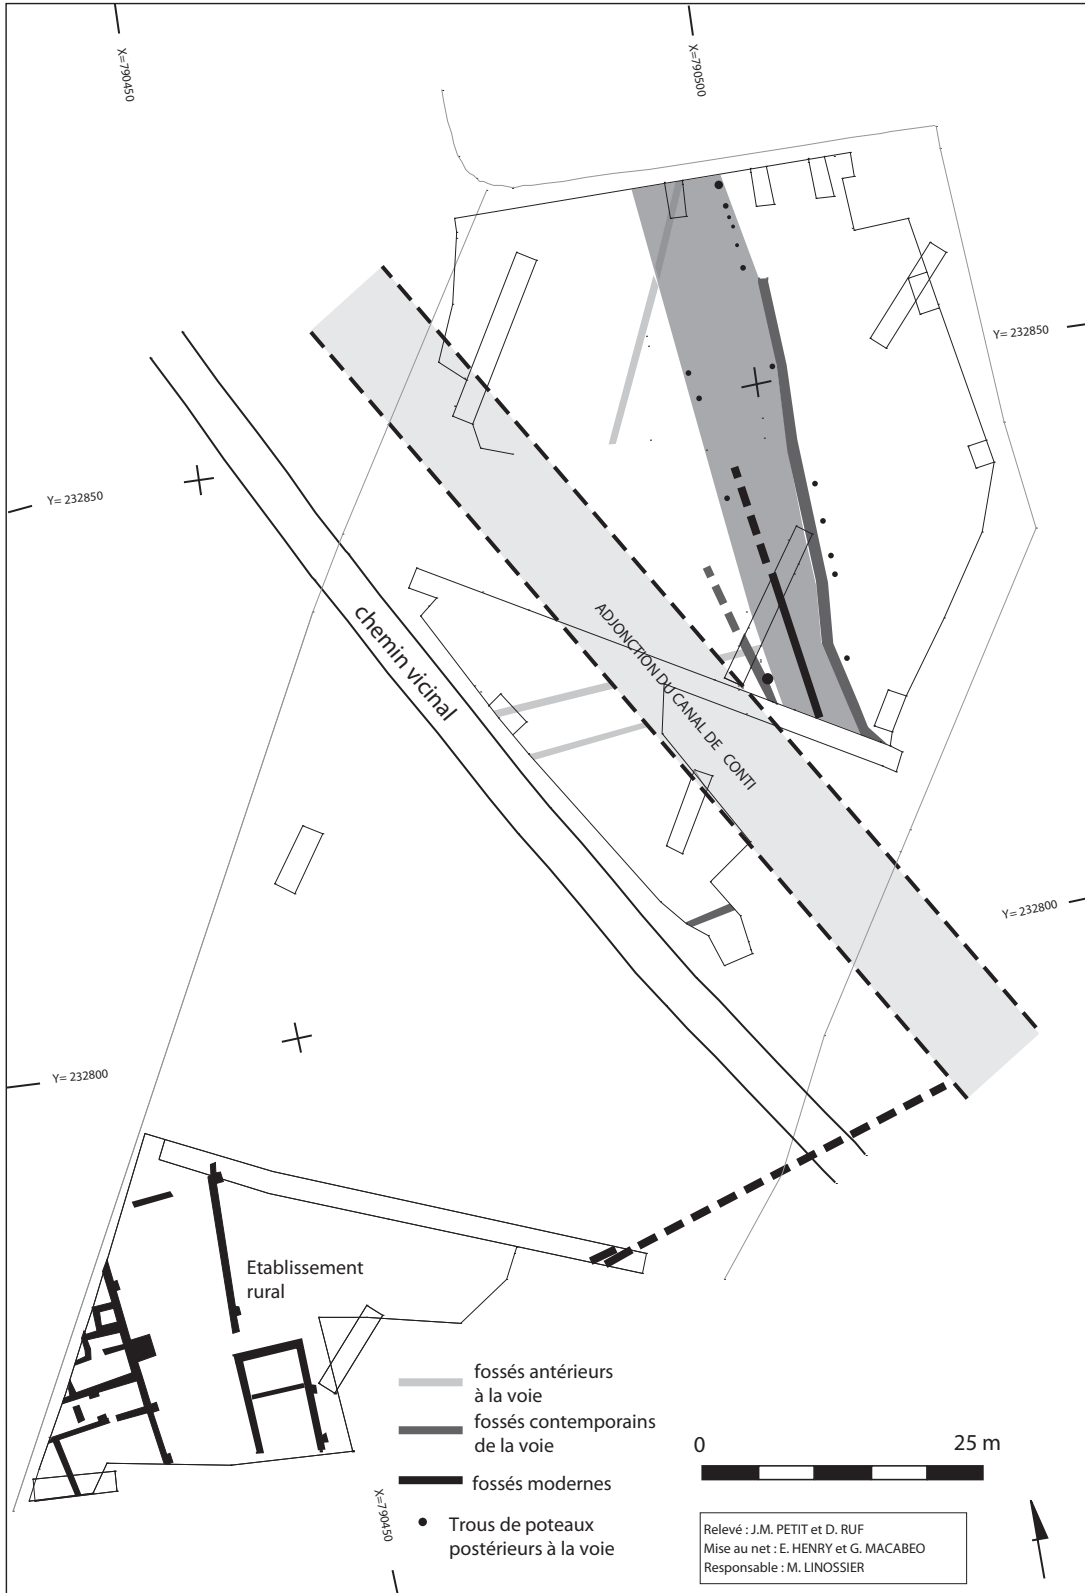 X=790450
X=790500
Y= 232850
Y= 232850
chemin vicinal
ADJONCTION DU CANAL DE CONTI
Y= 232800
Y= 232800
Etablissement
rural
fossés antérieurs
à la voie
fossés contemporains
de la voie
fossés modernes
Trous de poteaux
postérieurs à la voie
X=790450
0 25 m
Relevé : J.M. PETIT et D. RUF
Mise au net : E. HENRY et G. MACABEO
Responsable : M. LINOSSIER